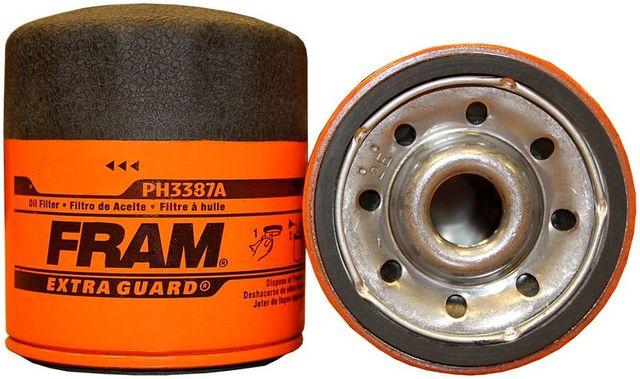 PH3387A
Oil Filter • Filtro de Aceite • Filtre à huile
FRAM®
EXTRA GUARD®
1
2
Dispose of
Deshacerse de
Jeter de façon